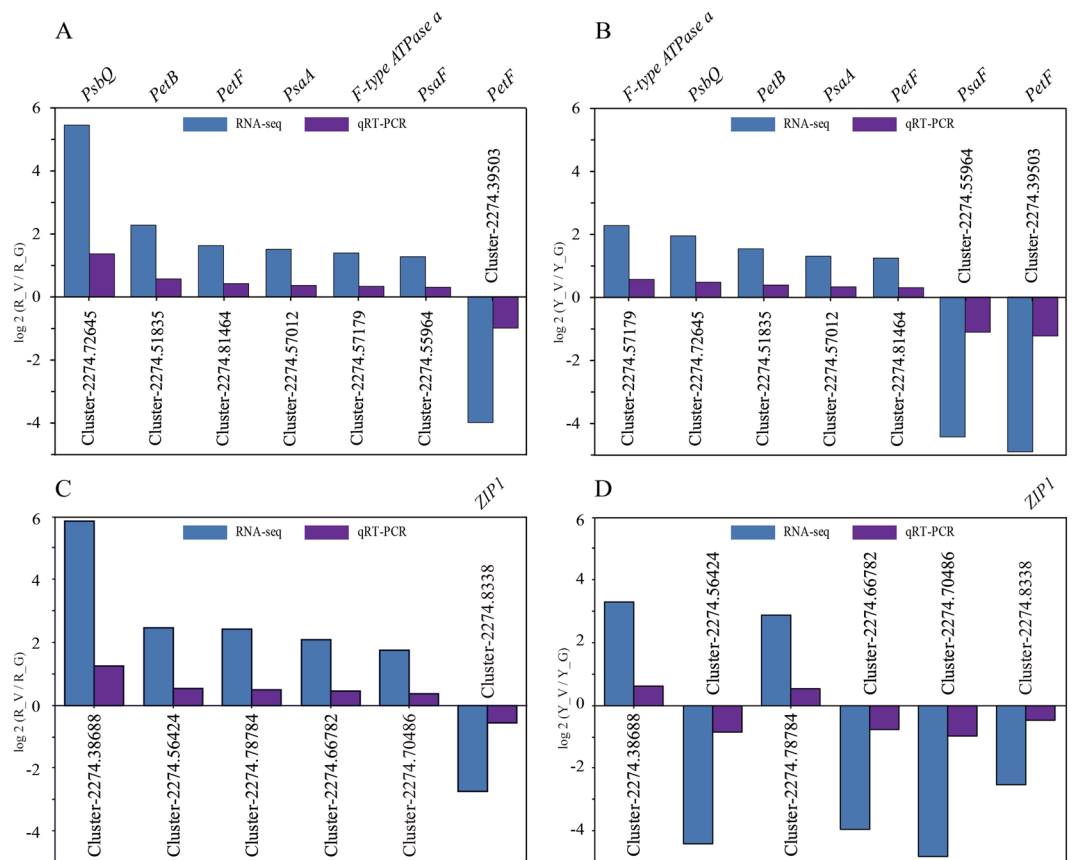 A
PsbQ
PetB
PetF
PsaA
F-type ATPase a
PsaF
PetF
RNA-seq
qRT-PCR
6
4
2
0
-2
-4
log 2 (R_V / R_G)
Cluster-2274.72645
Cluster-2274.51835
Cluster-2274.81464
Cluster-2274.57012
Cluster-2274.57179
Cluster-2274.55964
Cluster-2274.39503
B
F-type ATPase a
PsbQ
PetB
PsaA
PetF
PsaF
PetF
RNA-seq
qRT-PCR
6
4
2
0
-2
-4
log 2 (Y_V / Y_G)
Cluster-2274.57179
Cluster-2274.72645
Cluster-2274.51835
Cluster-2274.57012
Cluster-2274.81464
Cluster-2274.55964
Cluster-2274.39503
C
ZIP1
RNA-seq
qRT-PCR
6
4
2
0
-2
-4
log 2 (R_V / R_G)
Cluster-2274.38688
Cluster-2274.56424
Cluster-2274.78784
Cluster-2274.66782
Cluster-2274.70486
Cluster-2274.8338
D
ZIP1
RNA-seq
qRT-PCR
6
4
2
0
-2
-4
log 2 (Y_V / Y_G)
Cluster-2274.38688
Cluster-2274.56424
Cluster-2274.78784
Cluster-2274.66782
Cluster-2274.70486
Cluster-2274.8338